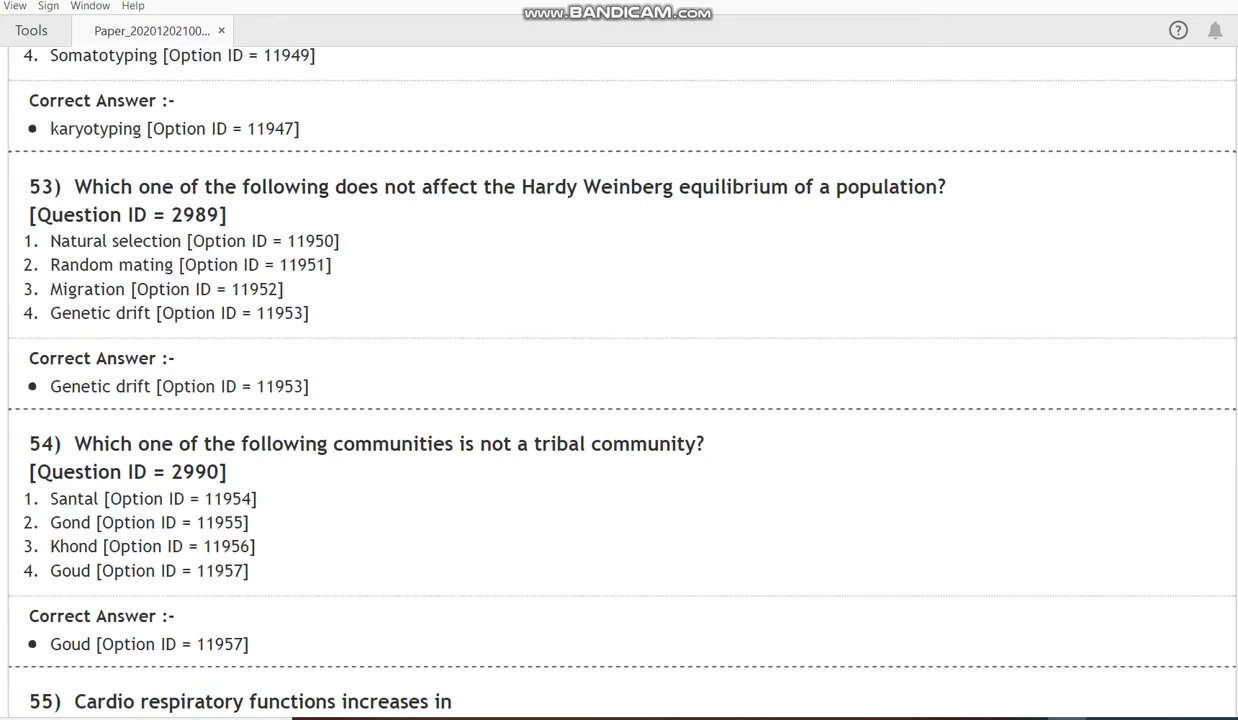 View Sign Window Help
www.BANDICAM.com
Tools Paper_20201202100... ×
4. Somatotyping [Option ID = 11949]
Correct Answer :-
• karyotyping [Option ID = 11947]
53) Which one of the following does not affect the Hardy Weinberg equilibrium of a population?
[Question ID = 2989]
1. Natural selection [Option ID = 11950]
2. Random mating [Option ID = 11951]
3. Migration [Option ID = 11952]
4. Genetic drift [Option ID = 11953]
Correct Answer :-
• Genetic drift [Option ID = 11953]
54) Which one of the following communities is not a tribal community?
[Question ID = 2990]
1. Santal [Option ID = 11954]
2. Gond [Option ID = 11955]
3. Khond [Option ID = 11956]
4. Goud [Option ID = 11957]
Correct Answer :-
• Goud [Option ID = 11957]
55) Cardio respiratory functions increases in